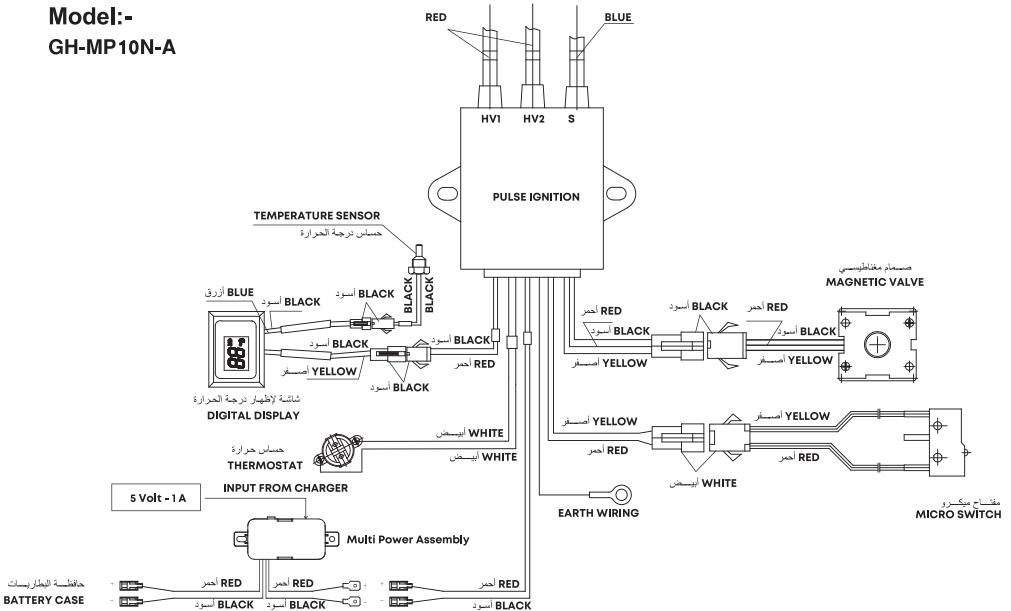 Model:-
GH-MP10N-A
RED
BLUE
HV1 HV2 S
PULSE IGNITION
TEMPERATURE SENSOR
حساس درجة الحرارة
BLACK
BLACK
أزرق BLUE
أسود BLACK
أسود BLACK
أسود BLACK
أصفر YELLOW
أسود BLACK
أسود BLACK
أحمر RED
شاشة لإظهار درجة الحرارة
DIGITAL DISPLAY
صمام مغناطيسي
MAGNETIC VALVE
أحمر RED
أسود BLACK
أسود BLACK
أصفر YELLOW
أحمر RED
أسود BLACK
أصفر YELLOW
أبيض WHITE
أبيض WHITE
حساس حرارة
THERMOSTAT
أصفر YELLOW
أحمر RED
أصفر YELLOW
أحمر RED
أبيض WHITE
مفتاح ميكرو
MICRO SWITCH
EARTH WIRING
5 Volt - 1 A
INPUT FROM CHARGER
Multi Power Assembly
حافظة البطاريات
BATTERY CASE
+ أحمر RED أحمر RED + + أحمر RED
- أسود BLACK أسود BLACK - - أسود BLACK